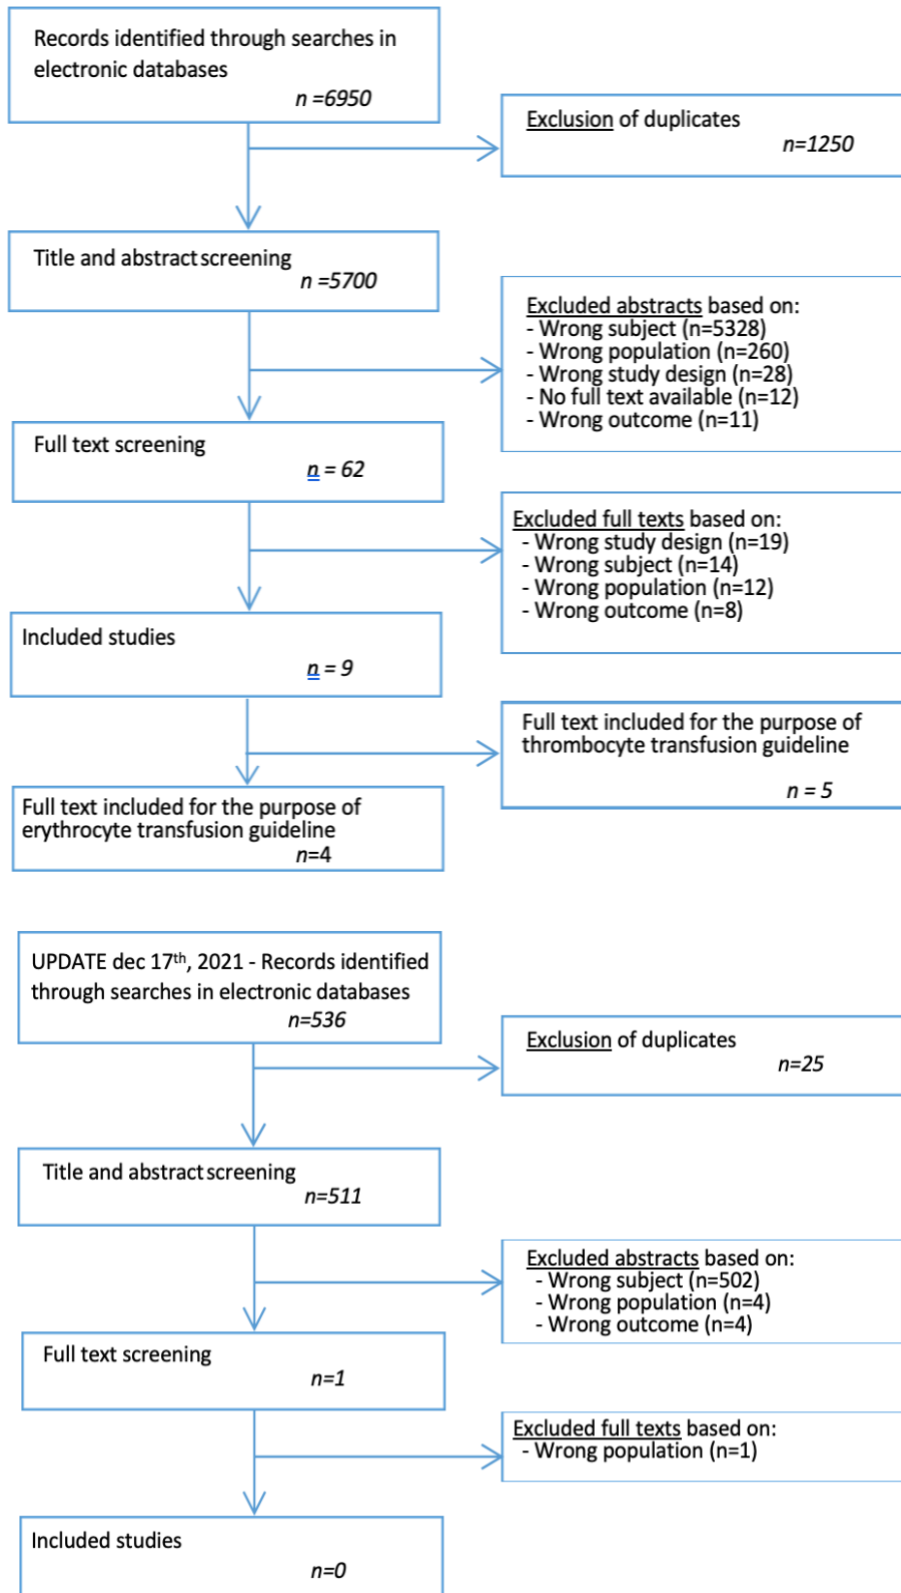 Records identified through searches in
electronic databases
n =6950
Exclusion of duplicates
n=1250
Title and abstract screening
n =5700
Excluded abstracts based on:
- Wrong subject (n=5328)
- Wrong population (n=260)
- Wrong study design (n=28)
- No full text available (n=12)
- Wrong outcome (n=11)
Full text screening
n = 62
Excluded full texts based on:
- Wrong study design (n=19)
- Wrong subject (n=14)
- Wrong population (n=12)
- Wrong outcome (n=8)
Included studies
n = 9
Full text included for the purpose of
thrombocyte transfusion guideline
n = 5
Full text included for the purpose of
erythrocyte transfusion guideline
n=4
UPDATE dec 17th, 2021 - Records identified
through searches in electronic databases
n=536
Exclusion of duplicates
n=25
Title and abstract screening
n=511
Excluded abstracts based on:
- Wrong subject (n=502)
- Wrong population (n=4)
- Wrong outcome (n=4)
Full text screening
n=1
Excluded full texts based on:
- Wrong population (n=1)
Included studies
n=0